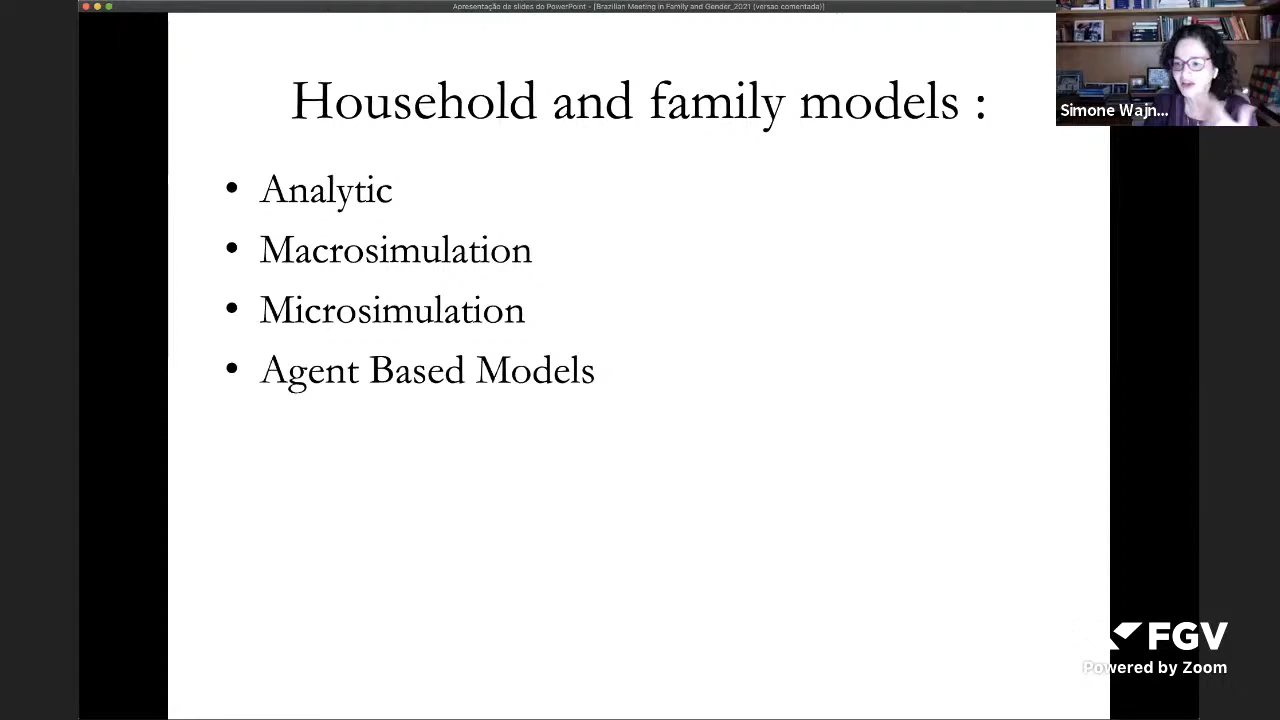 Apresentação de slides do PowerPoint - [Brazilian Meeting in Family and Gender_2021 (versao comentada)]
Simone Wajn...
Household and family models :
• Analytic
• Macrosimulation
• Microsimulation
• Agent Based Models
FGV
Powered by Zoom